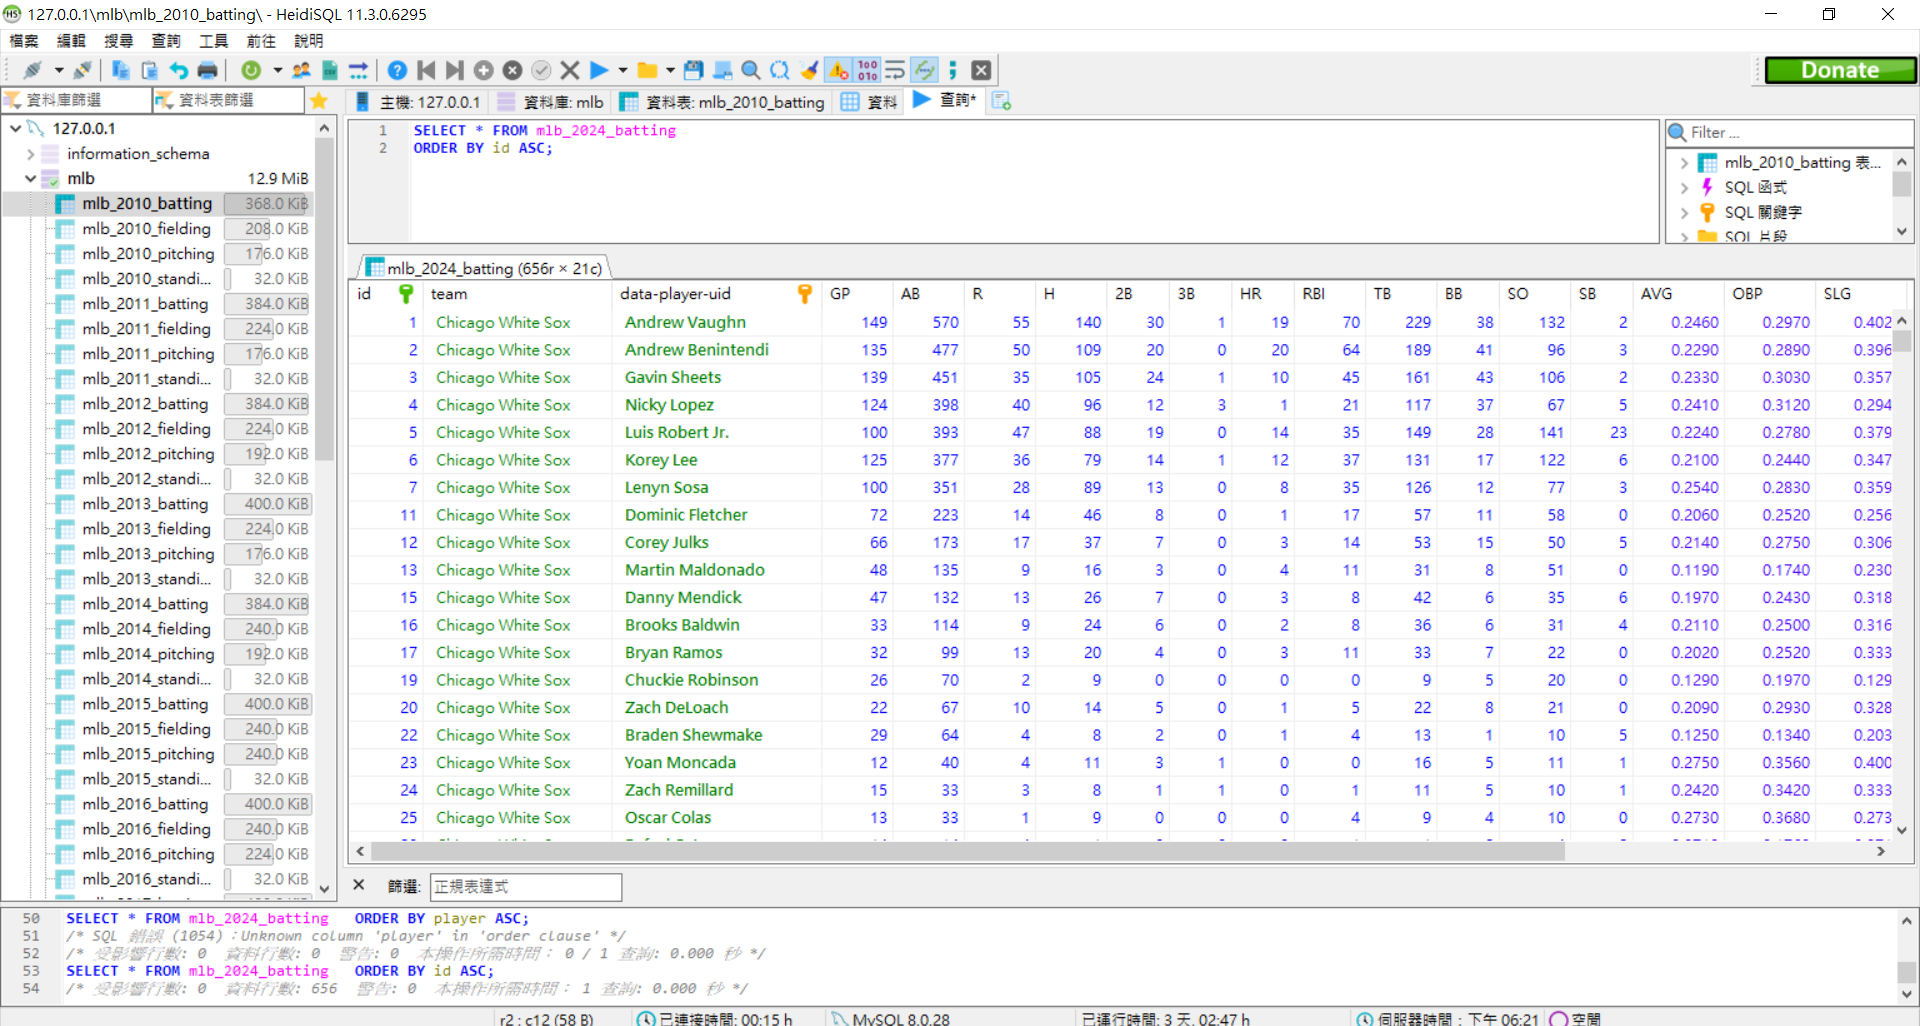 127.0.0.1\mlb\mlb_2010_batting\ - HeidiSQL 11.3.0.6295
檔案 編輯 搜尋 查詢 工具 前往 說明
Donate
資料庫篩選 資料表篩選 主機: 127.0.0.1 資料庫: mlb 資料表: mlb_2010_batting 資料 查詢*
127.0.0.1
information_schema
mlb 12.9 MiB
mlb_2010_batting 368.0 KiB
mlb_2010_fielding 208.0 KiB
mlb_2010_pitching 176.0 KiB
mlb_2010_standi... 32.0 KiB
mlb_2011_batting 384.0 KiB
mlb_2011_fielding 224.0 KiB
mlb_2011_pitching 176.0 KiB
mlb_2011_standi... 32.0 KiB
mlb_2012_batting 384.0 KiB
mlb_2012_fielding 224.0 KiB
mlb_2012_pitching 192.0 KiB
mlb_2012_standi... 32.0 KiB
mlb_2013_batting 400.0 KiB
mlb_2013_fielding 224.0 KiB
mlb_2013_pitching 176.0 KiB
mlb_2013_standi... 32.0 KiB
mlb_2014_batting 384.0 KiB
mlb_2014_fielding 240.0 KiB
mlb_2014_pitching 192.0 KiB
mlb_2014_standi... 32.0 KiB
mlb_2015_batting 400.0 KiB
mlb_2015_fielding 240.0 KiB
mlb_2015_pitching 240.0 KiB
mlb_2015_standi... 32.0 KiB
mlb_2016_batting 400.0 KiB
mlb_2016_fielding 240.0 KiB
mlb_2016_pitching 224.0 KiB
mlb_2016_standi... 32.0 KiB
1 SELECT * FROM mlb_2024_batting
2 ORDER BY id ASC;
Filter ...
mlb_2010_batting 表...
SQL 函式
SQL 關鍵字
SQL 片段
mlb_2024_batting (656r × 21c)
id team data-player-uid GP AB R H 2B 3B HR RBI TB BB SO SB AVG OBP SLG
1 Chicago White Sox Andrew Vaughn 149 570 55 140 30 1 19 70 229 38 132 2 0.2460 0.2970 0.402
2 Chicago White Sox Andrew Benintendi 135 477 50 109 20 0 20 64 189 41 96 3 0.2290 0.2890 0.396
3 Chicago White Sox Gavin Sheets 139 451 35 105 24 1 10 45 161 43 106 2 0.2330 0.3030 0.357
4 Chicago White Sox Nicky Lopez 124 398 40 96 12 3 1 21 117 37 67 5 0.2410 0.3120 0.294
5 Chicago White Sox Luis Robert Jr. 100 393 47 88 19 0 14 35 149 28 141 23 0.2240 0.2780 0.379
6 Chicago White Sox Korey Lee 125 377 36 79 14 1 12 37 131 17 122 6 0.2100 0.2440 0.347
7 Chicago White Sox Lenyn Sosa 100 351 28 89 13 0 8 35 126 12 77 3 0.2540 0.2830 0.359
11 Chicago White Sox Dominic Fletcher 72 223 14 46 8 0 1 17 57 11 58 0 0.2060 0.2520 0.256
12 Chicago White Sox Corey Julks 66 173 17 37 7 0 3 14 53 15 50 5 0.2140 0.2750 0.306
13 Chicago White Sox Martin Maldonado 48 135 9 16 3 0 4 11 31 8 51 0 0.1190 0.1740 0.230
15 Chicago White Sox Danny Mendick 47 132 13 26 7 0 3 8 42 6 35 6 0.1970 0.2430 0.318
16 Chicago White Sox Brooks Baldwin 33 114 9 24 6 0 2 8 36 6 31 4 0.2110 0.2500 0.316
17 Chicago White Sox Bryan Ramos 32 99 13 20 4 0 3 11 33 7 22 0 0.2020 0.2520 0.333
19 Chicago White Sox Chuckie Robinson 26 70 2 9 0 0 0 0 9 5 20 0 0.1290 0.1970 0.129
20 Chicago White Sox Zach DeLoach 22 67 10 14 5 0 1 5 22 8 21 0 0.2090 0.2930 0.328
22 Chicago White Sox Braden Shewmake 29 64 4 8 2 0 1 4 13 1 10 5 0.1250 0.1340 0.203
23 Chicago White Sox Yoan Moncada 12 40 4 11 3 1 0 0 16 5 11 1 0.2750 0.3560 0.400
24 Chicago White Sox Zach Remillard 15 33 3 8 1 1 0 1 11 5 10 1 0.2420 0.3420 0.333
25 Chicago White Sox Oscar Colas 13 33 1 9 0 0 0 4 9 4 10 0 0.2730 0.3680 0.273
篩選: 正規表達式
50 SELECT * FROM mlb_2024_batting ORDER BY player ASC;
51 /* SQL 錯誤 (1054)：Unknown column 'player' in 'order clause' */
52 /* 受影響行數: 0 資料行數: 0 警告: 0 本操作所需時間： 0 / 1 查詢: 0.000 秒 */
53 SELECT * FROM mlb_2024_batting ORDER BY id ASC;
54 /* 受影響行數: 0 資料行數: 656 警告: 0 本操作所需時間： 1 查詢: 0.000 秒 */
r2 : c12 (58 B) 已連接時間: 00:15 h MySQL 8.0.28 已運行時間: 3 天, 02:47 h 伺服器時間：下午 06:21 空閒